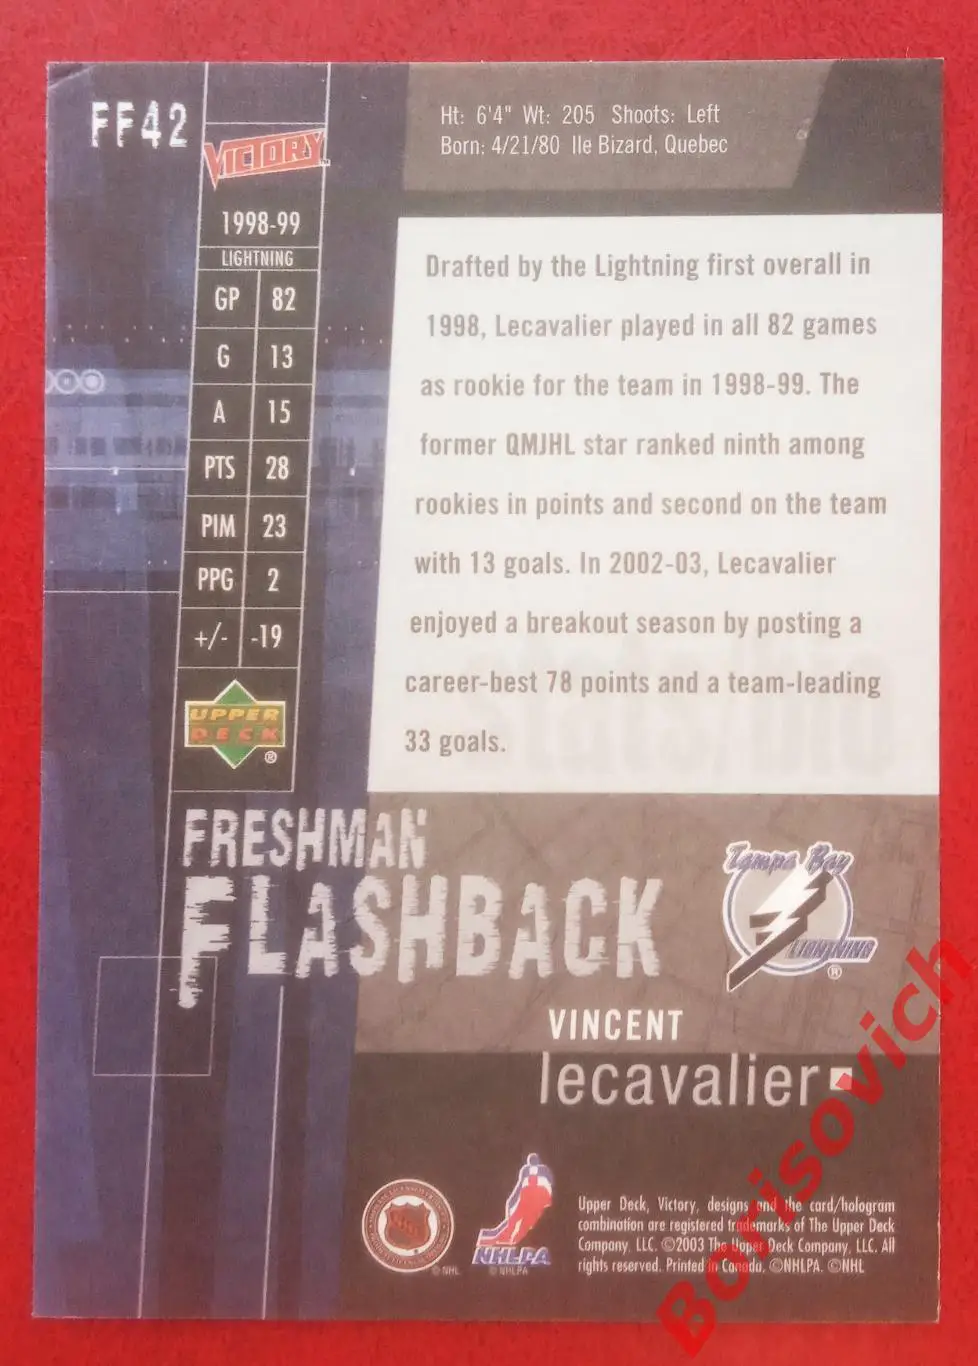 FF42
VICTORY
Ht: 6'4" Wt: 205 Shoots: Left
Born: 4/21/80 Ile Bizard, Quebec
1998-99
LIGHTNING
GP 82
G 13
A 15
PTS 28
PIM 23
PPG 2
+/- -19
UPPER
DECK
®
Drafted by the Lightning first overall in
1998, Lecavalier played in all 82 games
as rookie for the team in 1998-99. The
former QMJHL star ranked ninth among
rookies in points and second on the team
with 13 goals. In 2002-03, Lecavalier
enjoyed a breakout season by posting a
career-best 78 points and a team-leading
33 goals.
stats/bio
FRESHMAN
FLASHBACK
Tampa Bay
LIGHTNING
®
VINCENT
lecavalier
NHL
© NHL
NHLPA
© NHLPA
Upper Deck, Victory, designs and the card/hologram
combination are registered trademarks of The Upper Deck
Company, LLC. ©2003 The Upper Deck Company, LLC. All
rights reserved. Printed in Canada. ©NHLPA. ©NHL
Borisovich